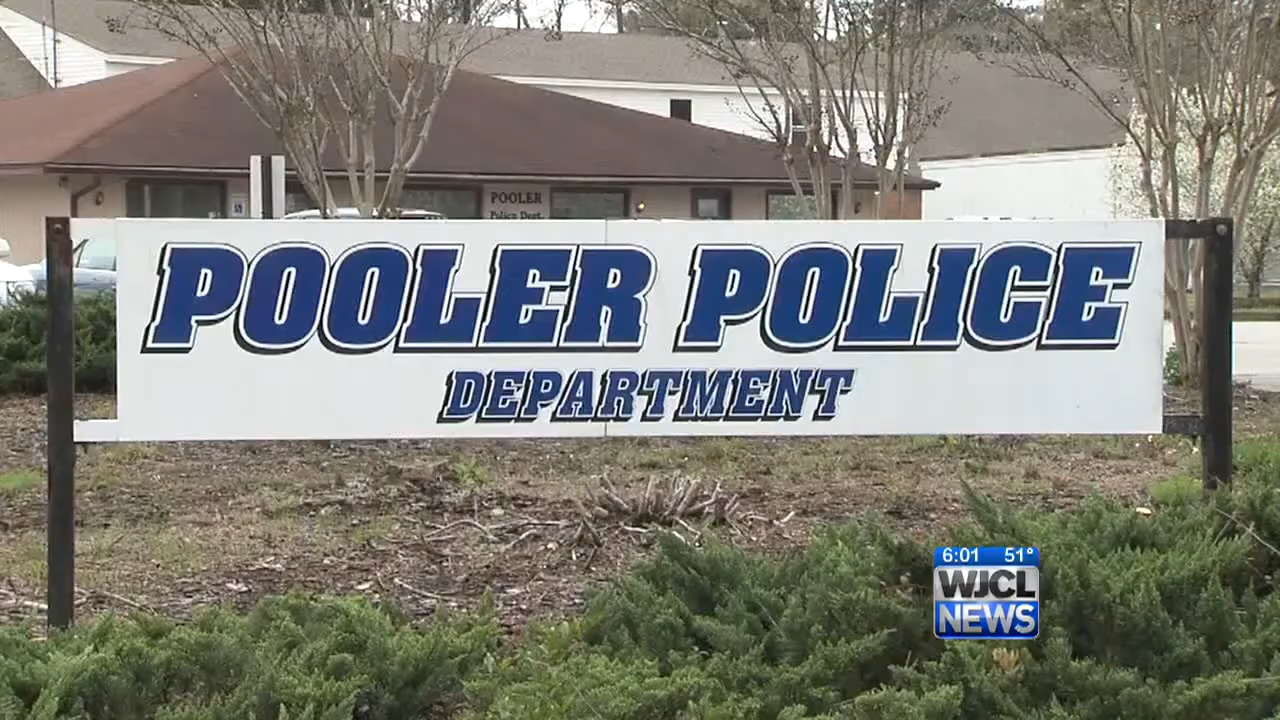 POOLER
Police Dept.
POOLER POLICE
DEPARTMENT
6:01 51°
WJCL
NEWS